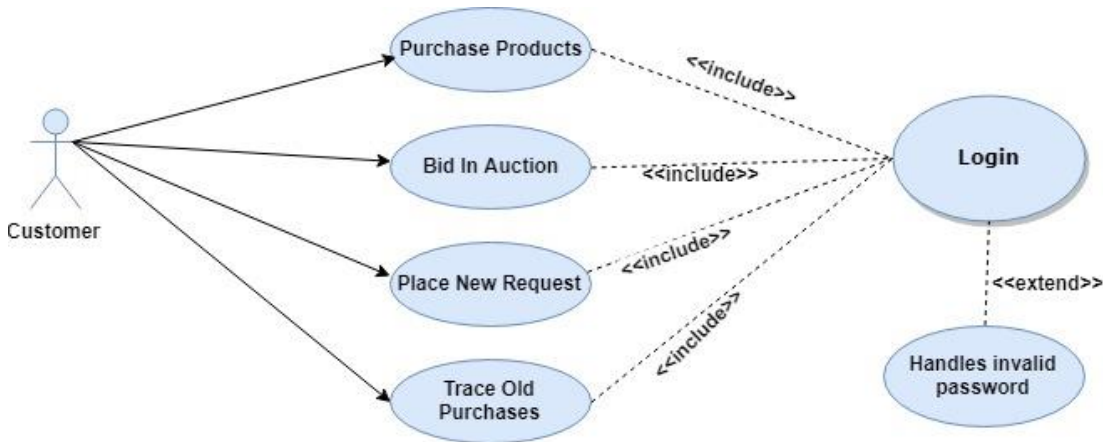 Purchase Products
<<include>>
Bid In Auction
<<include>>
Login
Customer
Place New Request
<<include>>
<<extend>>
Trace Old
Purchases
<<include>>
Handles invalid
password